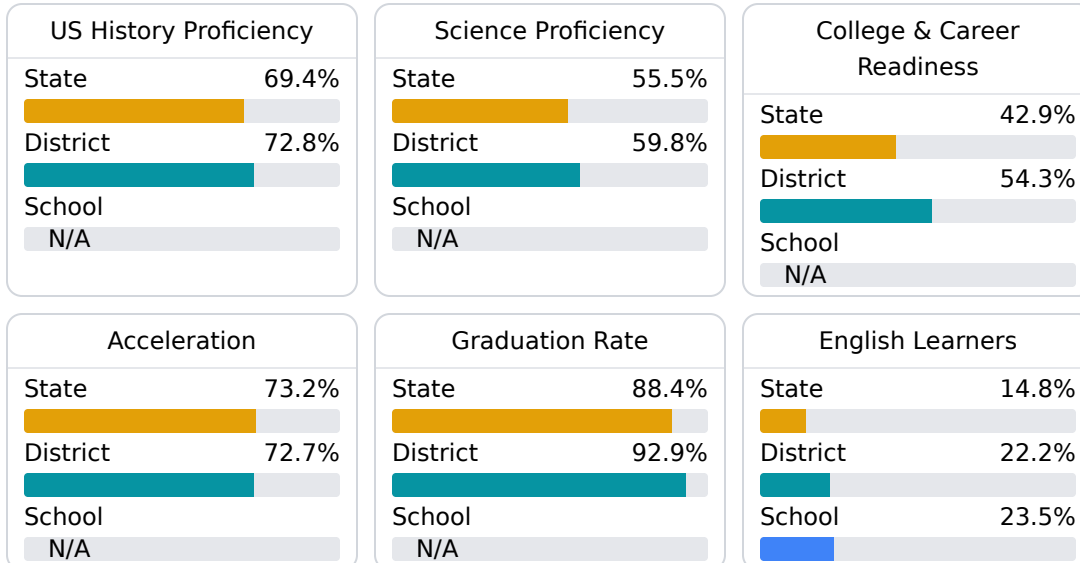 US History Proficiency
State 69.4%
District 72.8%
School
N/A
Science Proficiency
State 55.5%
District 59.8%
School
N/A
College & Career
Readiness
State 42.9%
District 54.3%
School
N/A
Acceleration
State 73.2%
District 72.7%
School
N/A
Graduation Rate
State 88.4%
District 92.9%
School
N/A
English Learners
State 14.8%
District 22.2%
School 23.5%